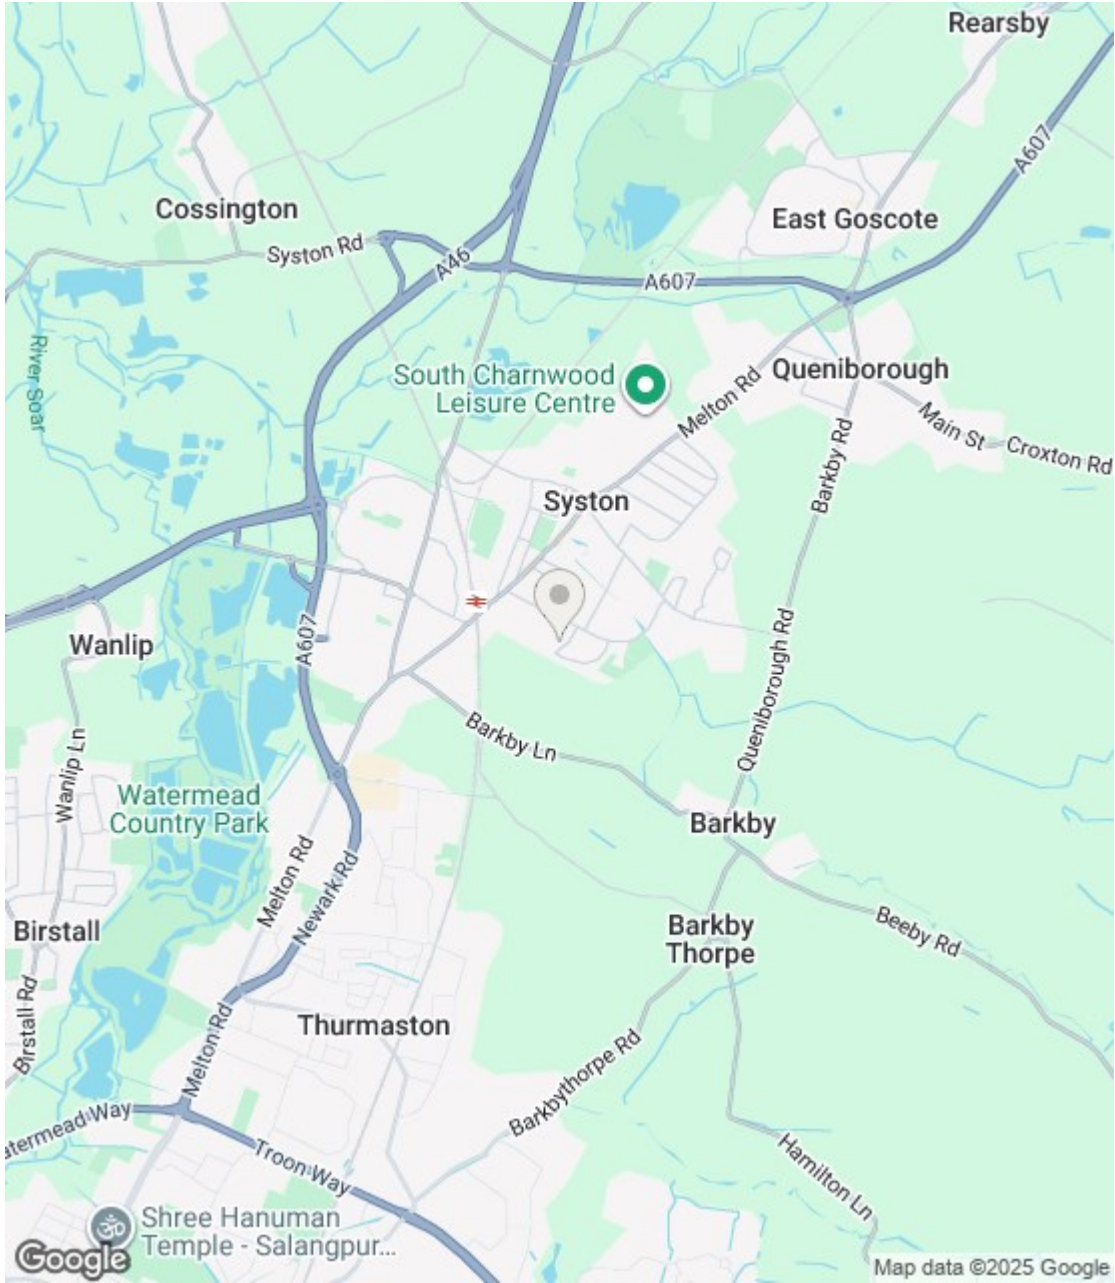 Rearsby
A607
Cossington
East Goscote
Syston Rd
A46
A607
River Soar
South Charnwood
Leisure Centre
Queniborough
Melton Rd
Main St
Croxton Rd
Barkby Rd
Syston
Wanlip
A607
Queniborough Rd
Barkby Ln
Wanlip Ln
Watermead
Country Park
Barkby
Melton Rd
Newark Rd
Birstall
Barkby
Thorpe
Beeby Rd
Birstall Rd
Thurmaston
Melton Rd
Barkbythorpe Rd
atermead Way
Troon Way
Hamilton Ln
Shree Hanuman
Temple - Salangpur...
ॐ
Google
Map data ©2025 Google